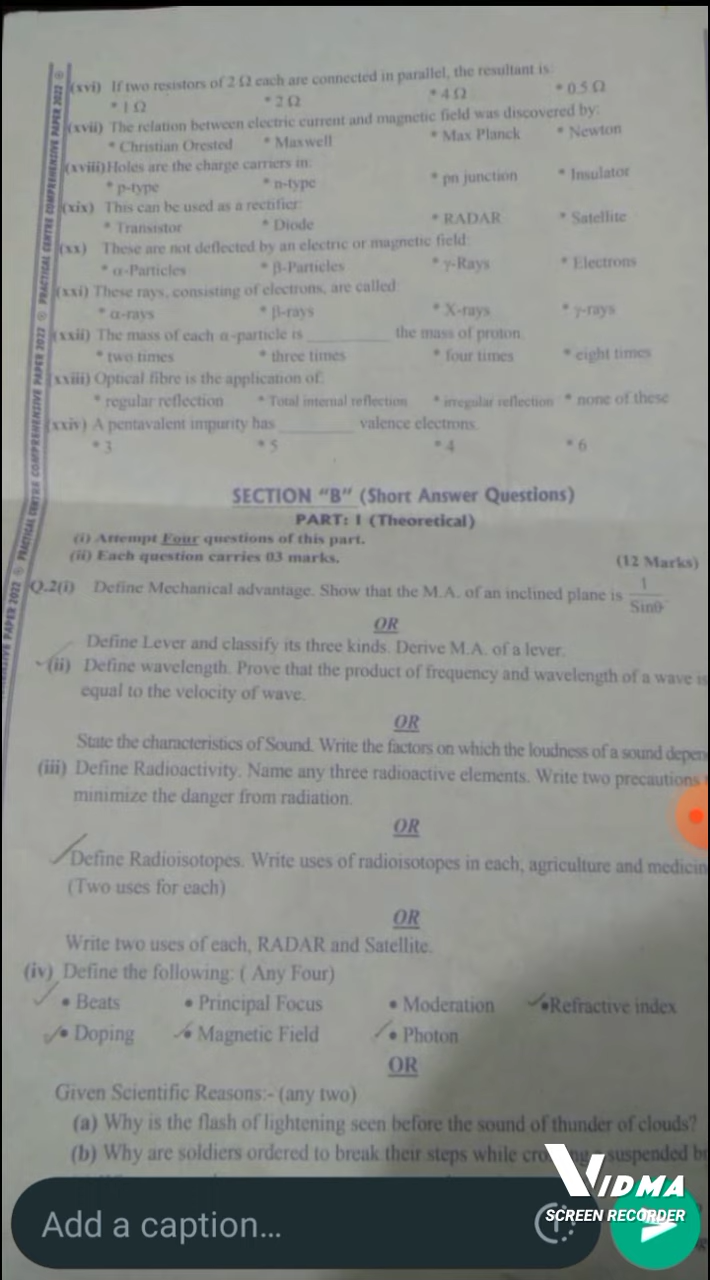 (xvi) If two resistors of 2 Ω each are connected in parallel, the resultant is:
* 1 Ω * 2 Ω * 4 Ω * 0.5 Ω
(xvii) The relation between electric current and magnetic field was discovered by:
* Christian Orested * Maxwell * Max Planck * Newton
(xviii) Holes are the charge carriers in:
* p-type * n-type * pn junction * Insulator
(xix) This can be used as a rectifier:
* Transistor * Diode * RADAR * Satellite
(xx) These are not deflected by an electric or magnetic field:
* α-Particles * β-Particles * γ-Rays * Electrons
(xxi) These rays, consisting of electrons, are called
* α-rays * β-rays * X-rays * γ-rays
(xxii) The mass of each α-particle is ________ the mass of proton.
* two times * three times * four times * eight times
(xxiii) Optical fibre is the application of:
* regular reflection * Total internal reflection * irregular reflection * none of these
(xxiv) A pentavalent impurity has ________ valence electrons.
* 3 * 5 * 4 * 6
PRACTICAL CENTRE COMPREHENSIVE PAPER 2022 PRACTICAL CENTRE COMPREHENSIVE PAPER 2022
SECTION "B" (Short Answer Questions)
PART: I (Theoretical)
(i) Attempt Four questions of this part.
(ii) Each question carries 03 marks. (12 Marks)
Q.2(i) Define Mechanical advantage. Show that the M.A. of an inclined plane is 1/Sinθ
OR
Define Lever and classify its three kinds. Derive M.A. of a lever.
(ii) Define wavelength. Prove that the product of frequency and wavelength of a wave is
equal to the velocity of wave.
OR
State the characteristics of Sound. Write the factors on which the loudness of a sound depen
(iii) Define Radioactivity. Name any three radioactive elements. Write two precautions
minimize the danger from radiation.
OR
Define Radioisotopes. Write uses of radioisotopes in each, agriculture and medicin
(Two uses for each)
OR
Write two uses of each, RADAR and Satellite.
(iv) Define the following: ( Any Four)
• Beats • Principal Focus • Moderation • Refractive index
• Doping • Magnetic Field • Photon
OR
Given Scientific Reasons:- (any two)
(a) Why is the flash of lightening seen before the sound of thunder of clouds?
(b) Why are soldiers ordered to break their steps while suspended
Add a caption...
VIDMA
SCREEN RECORDER